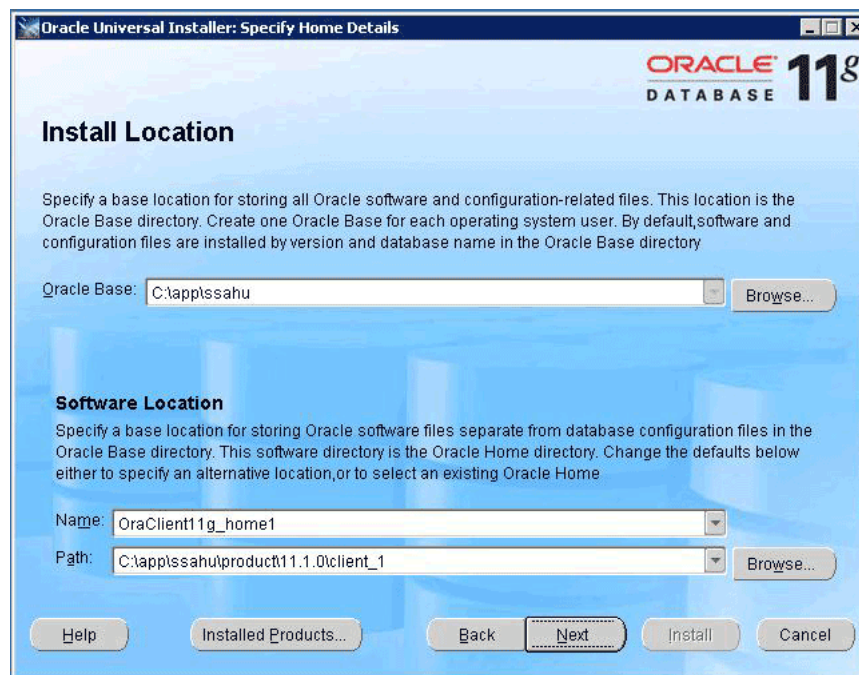 Oracle Universal Installer: Specify Home Details
ORACLE 11g
DATABASE
Install Location
Specify a base location for storing all Oracle software and configuration-related files. This location is the
Oracle Base directory. Create one Oracle Base for each operating system user. By default,software and
configuration files are installed by version and database name in the Oracle Base directory
Oracle Base: C:\app\ssahu Browse...
Software Location
Specify a base location for storing Oracle software files separate from database configuration files in the
Oracle Base directory. This software directory is the Oracle Home directory. Change the defaults below
either to specify an alternative location,or to select an existing Oracle Home
Name: OraClient11g_home1
Path: C:\app\ssahu\product\11.1.0\client_1 Browse...
Help Installed Products... Back Next Install Cancel